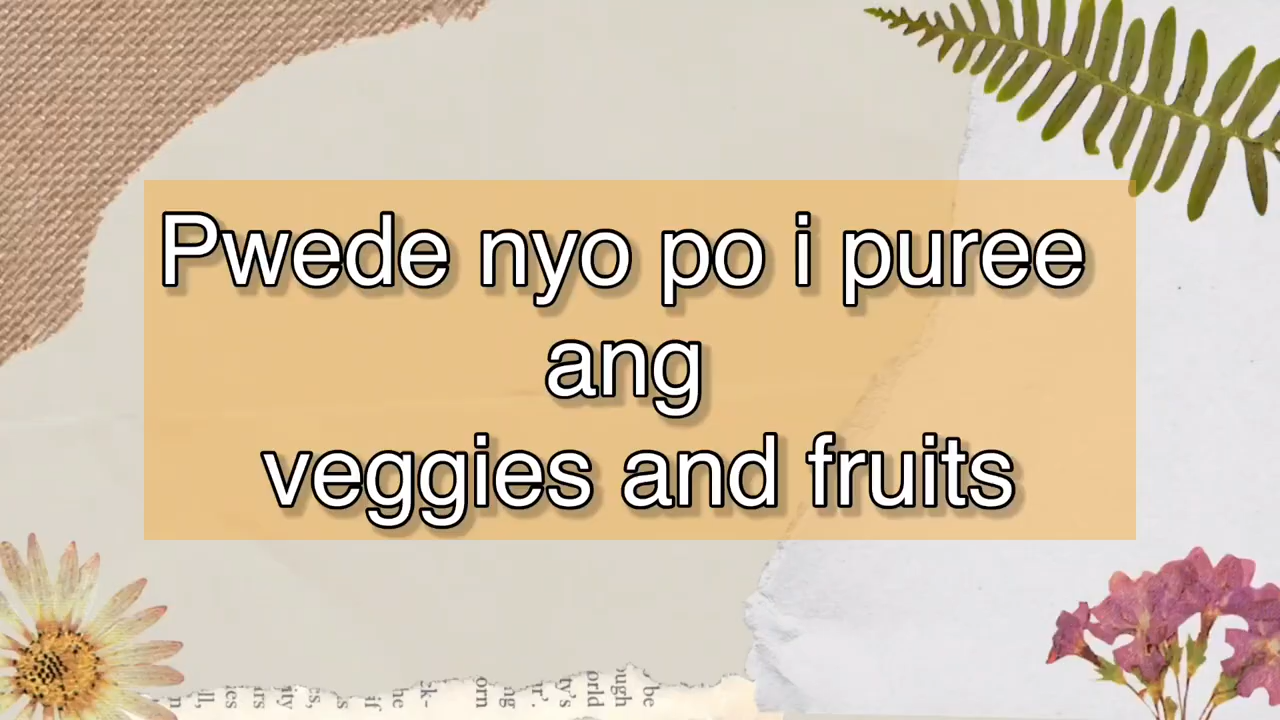 Pwede nyo po i puree
ang
veggies and fruits